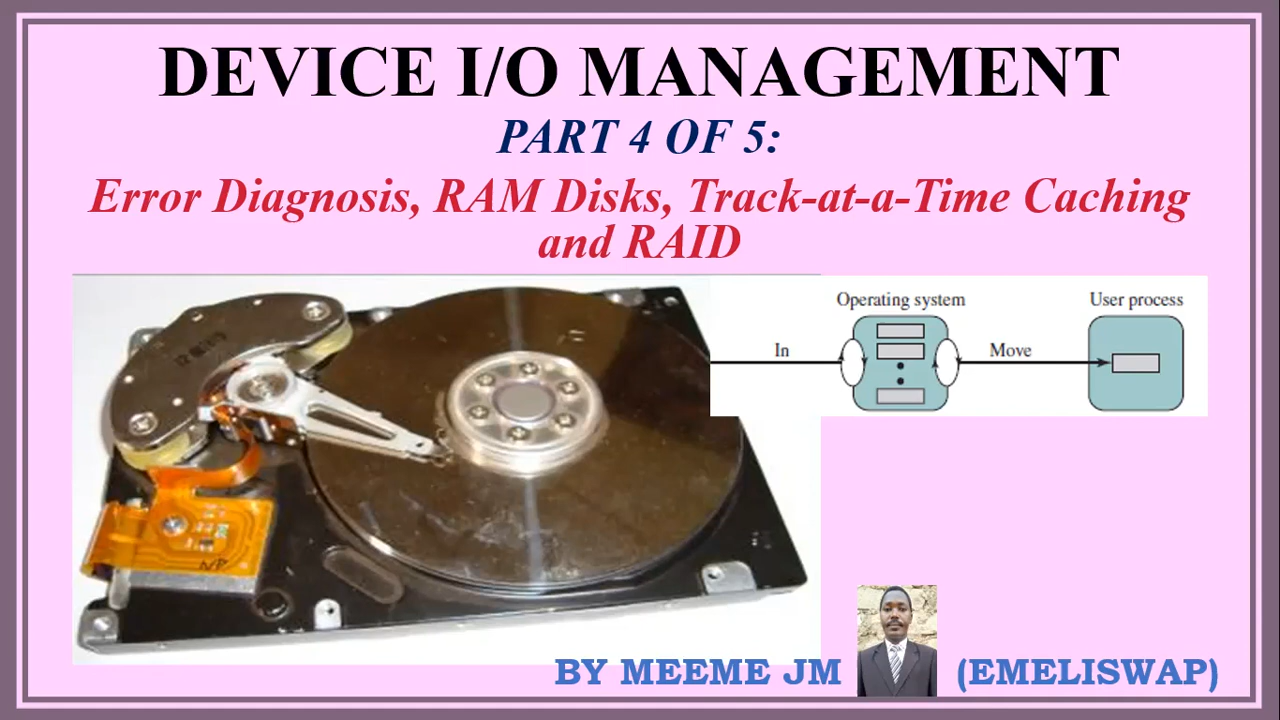 DEVICE I/O MANAGEMENT
PART 4 OF 5:
Error Diagnosis, RAM Disks, Track-at-a-Time Caching
and RAID
Operating system
User process
In
Move
BY MEEME JM
(EMELISWAP)